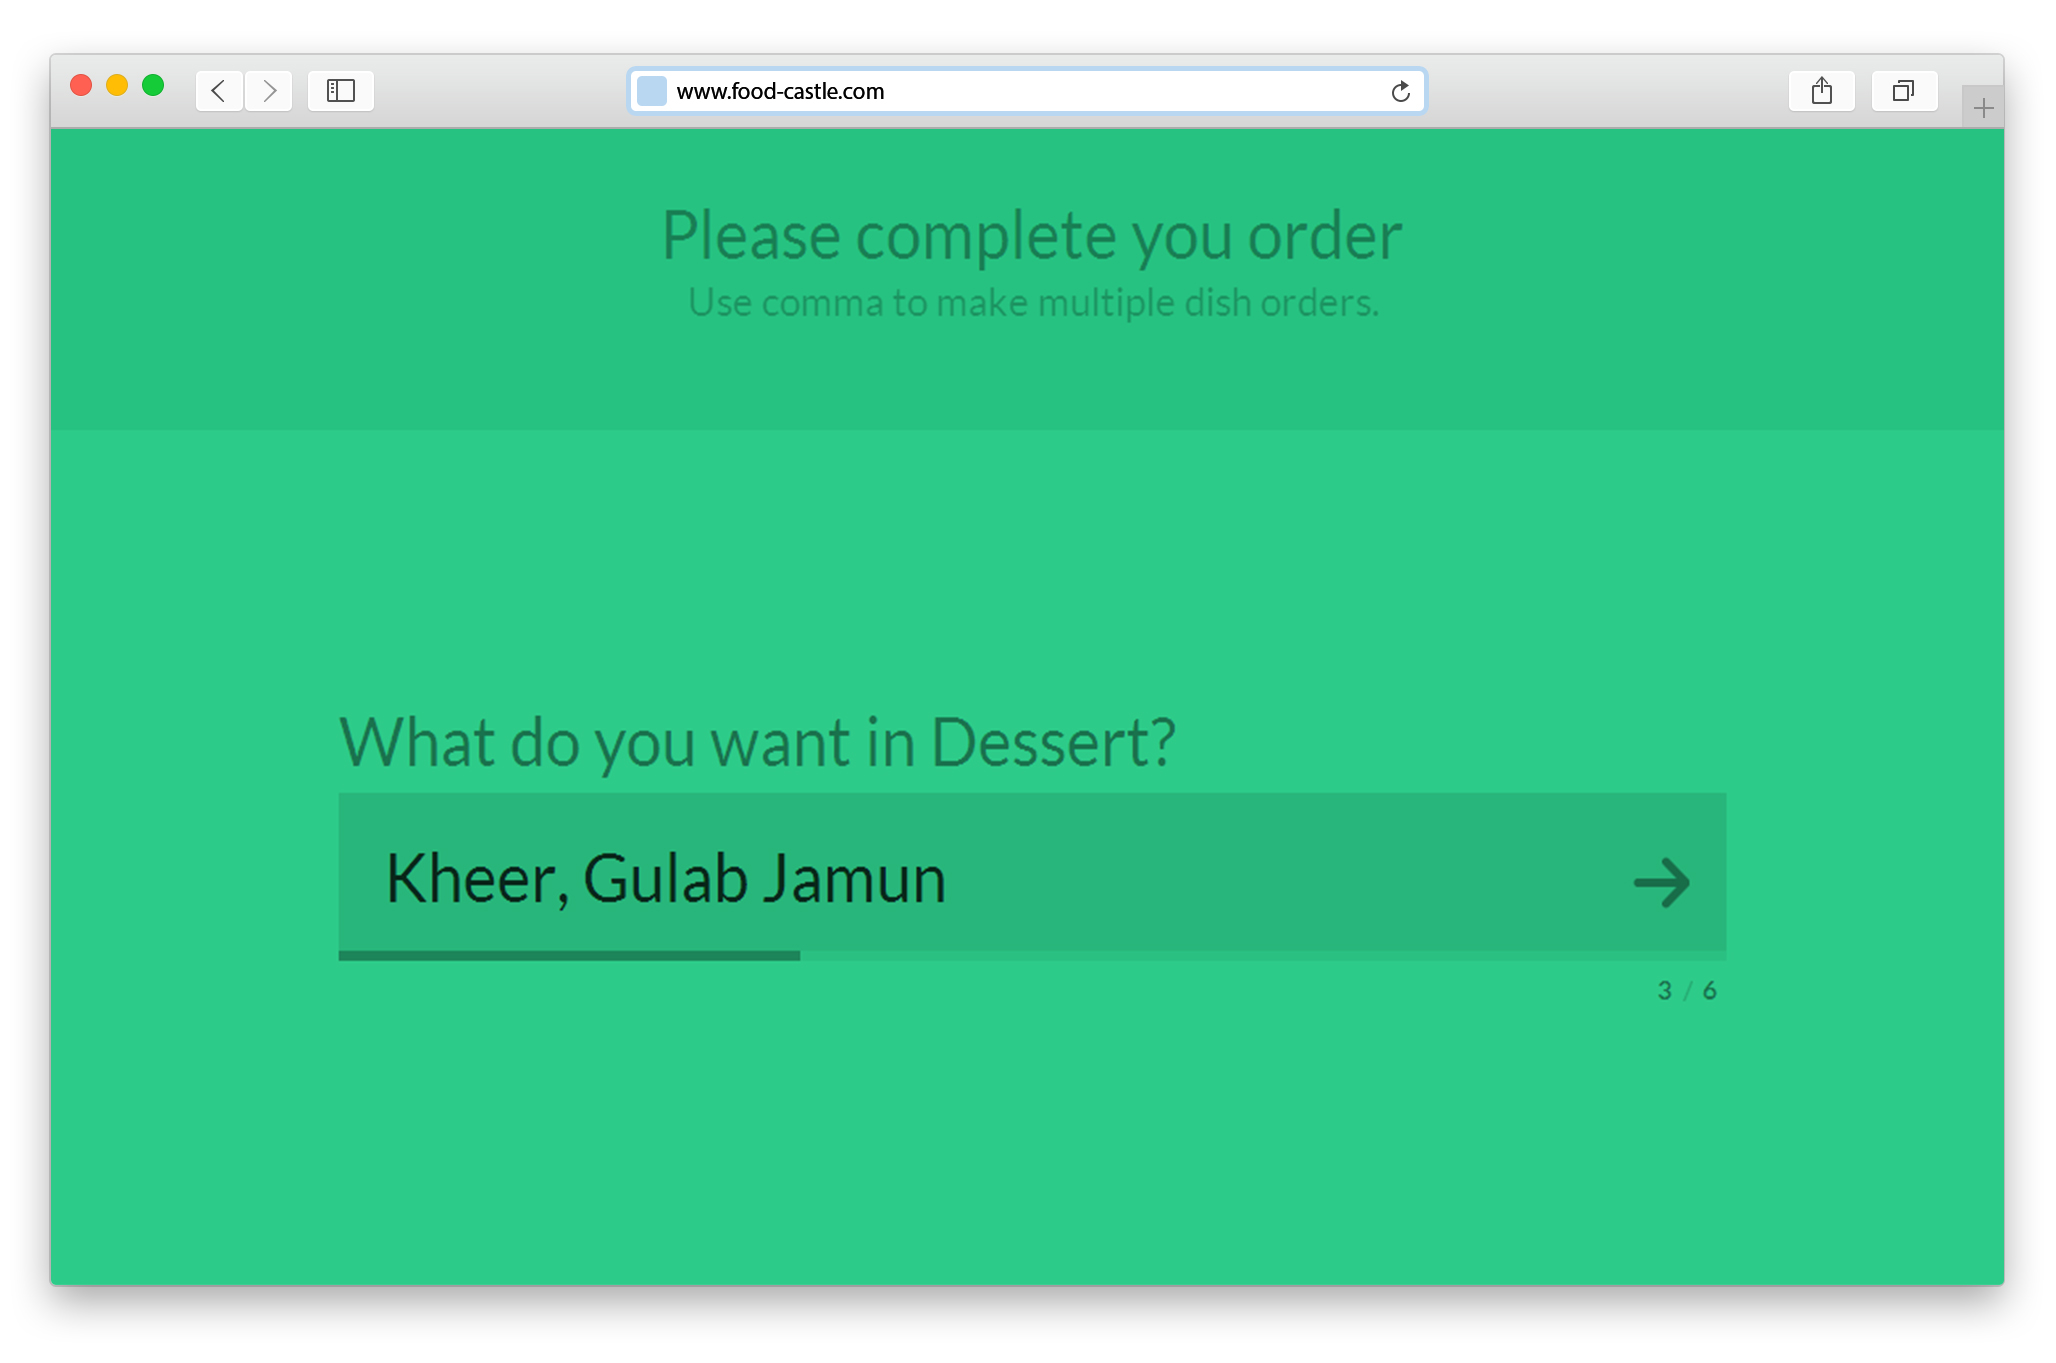 www.food-castle.com
Please complete you order
Use comma to make multiple dish orders.
What do you want in Dessert?
Kheer, Gulab Jamun
3 / 6